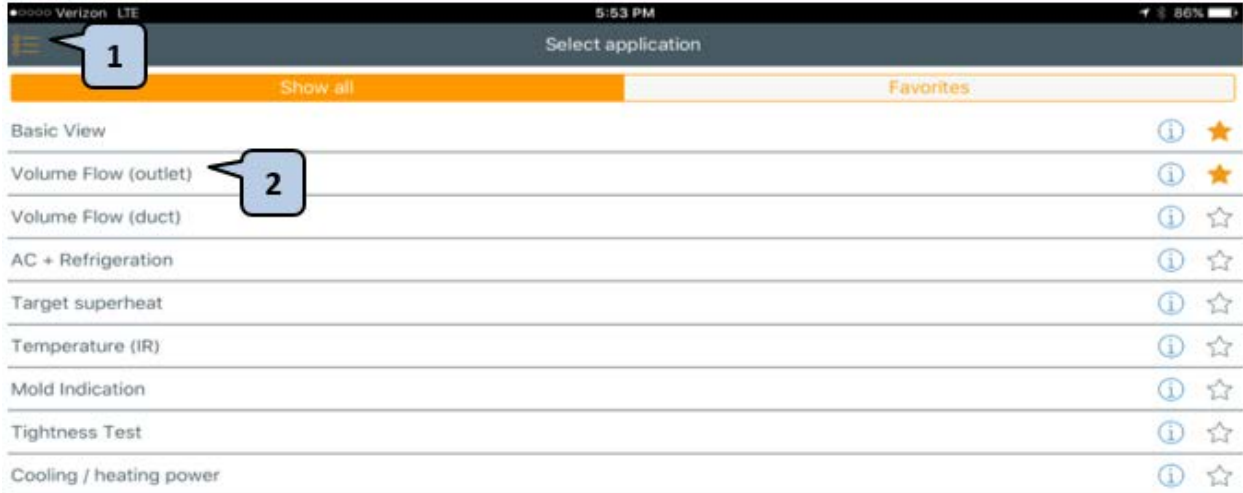 Verizon LTE 5:53 PM 86%
1
Select application
Show all Favorites
Basic View
Volume Flow (outlet)
2
Volume Flow (duct)
AC + Refrigeration
Target superheat
Temperature (IR)
Mold Indication
Tightness Test
Cooling / heating power